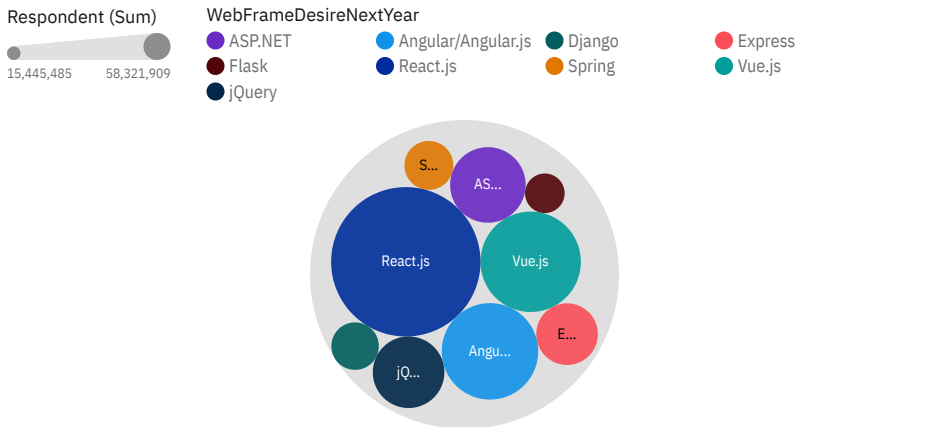 Respondent (Sum)
15,445,485 58,321,909
WebFrameDesireNextYear
ASP.NET Angular/Angular.js Django Express
Flask React.js Spring Vue.js
jQuery
S...
AS...
React.js
Vue.js
E...
Angu...
jQ...